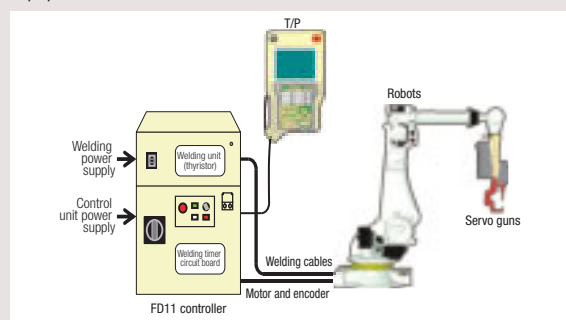 T/P
Robots
Welding
power
supply
Welding unit
(thyristor)
Control
unit power
supply
Servo guns
Welding timer
circuit board
Welding cables
Motor and encoder
FD11 controller